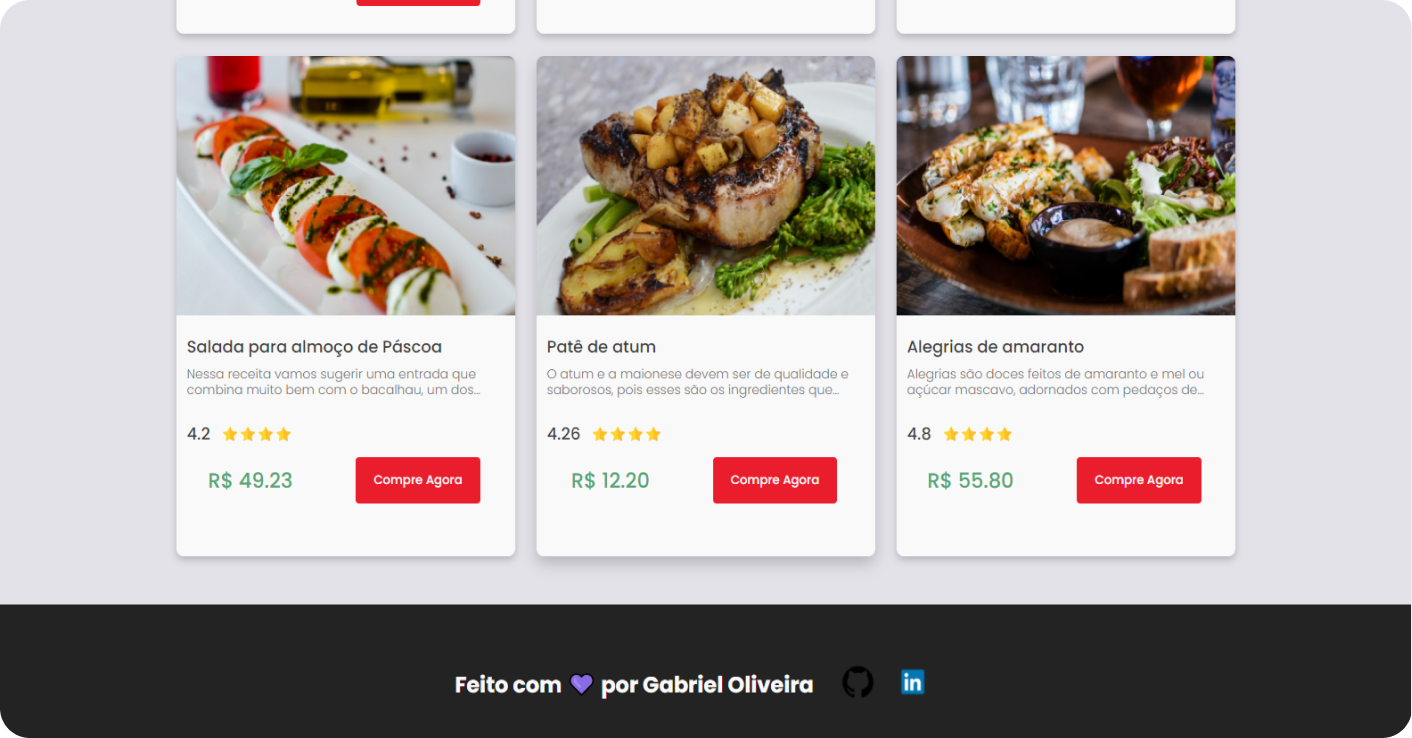 Salada para almoço de Páscoa
Nessa receita vamos sugerir uma entrada que
combina muito bem com o bacalhau, um dos...
4.2
R$ 49.23
Compre Agora
Patê de atum
O atum e a maionese devem ser de qualidade e
saborosos, pois esses são os ingredientes que...
4.26
R$ 12.20
Compre Agora
Alegrias de amaranto
Alegrias são doces feitos de amaranto e mel ou
açúcar mascavo, adornados com pedaços de...
4.8
R$ 55.80
Compre Agora
Feito com 💜 por Gabriel Oliveira
in